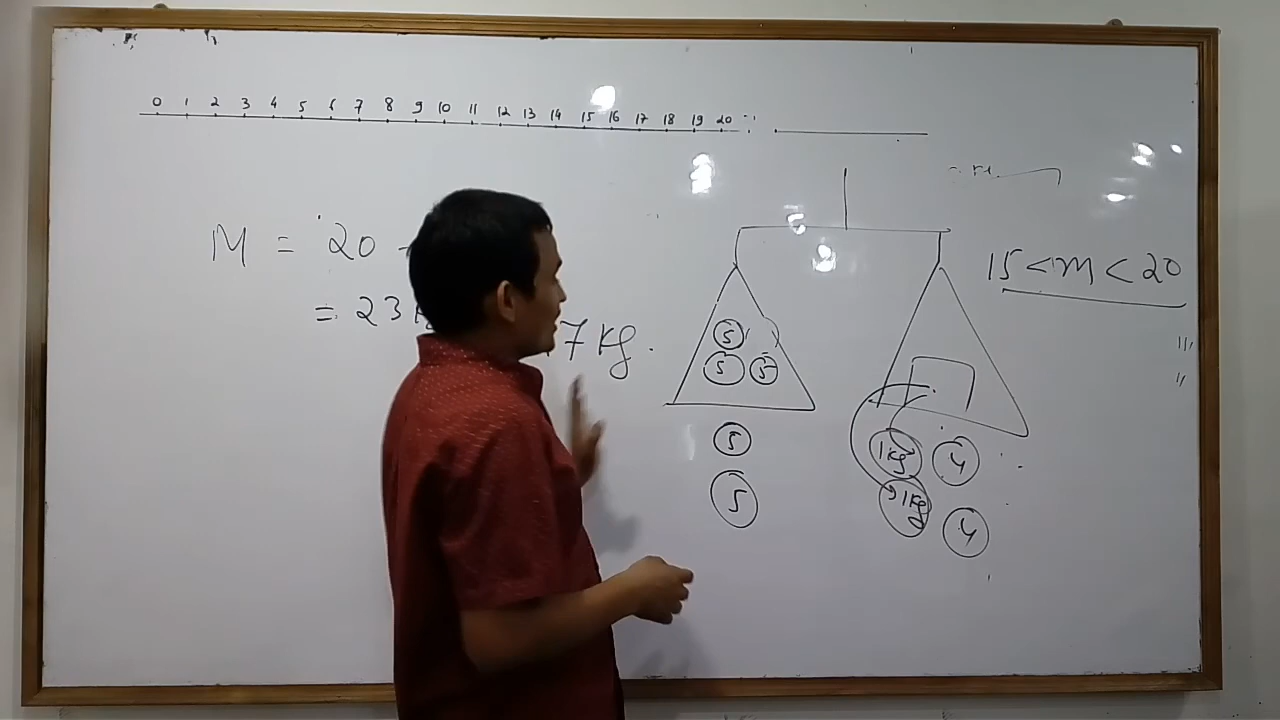 0 1 2 3 4 5 6 7 8 9 10 11 12 13 14 15 16 17 18 19 20
M = 20
= 23
7 kg.
15 < m < 20
5
5 5
5
5
1kg 4
1kg 4